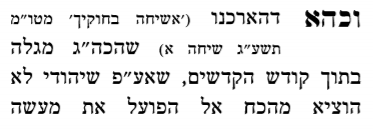 וכהא דהארכנו ('אשיחה בחוקיך' מטו"מ
תשע"ג שיחה א) שהכה"ג מגלה
בתוך קודש הקדשים, שאע"פ שיהודי לא
הוציא מהכח אל הפועל את מעשה